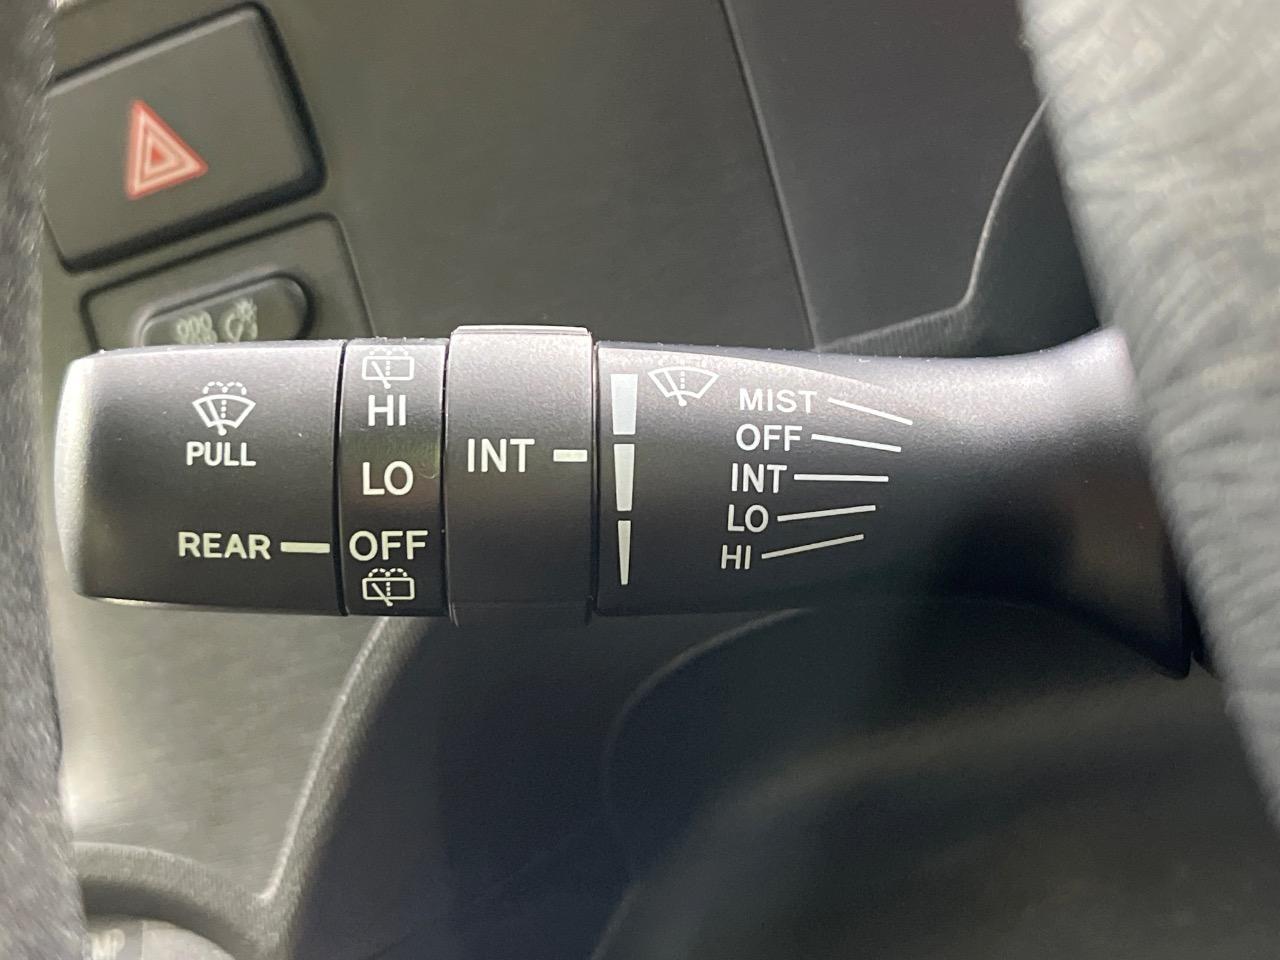 PULL
REAR
HI
LO
OFF
INT
MIST
OFF
INT
LO
HI